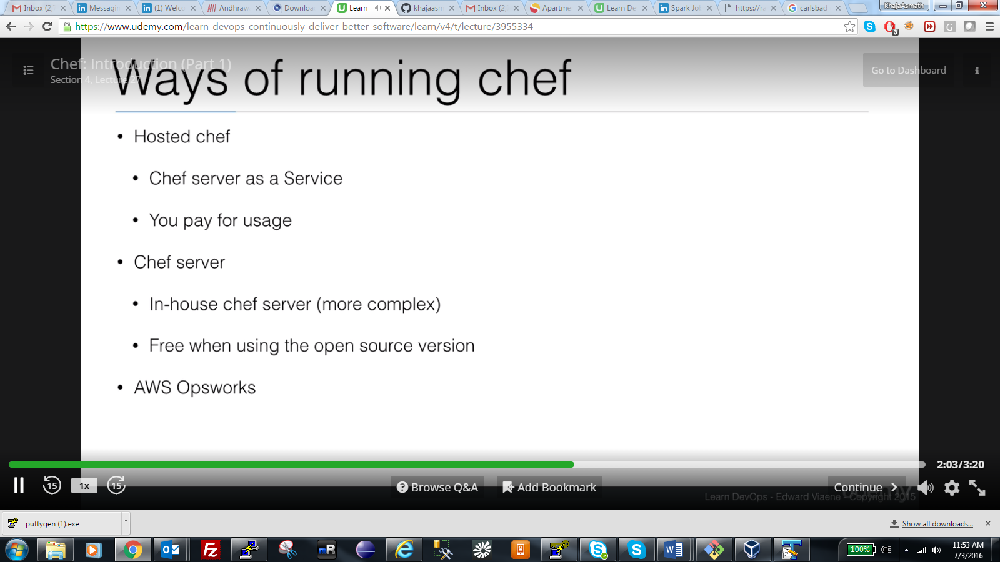 Inbox (2,
Messagin
(1) Welco
Andhraw
Downloa
Learn
khajaasm
Inbox (2,
Apartme
Learn De
Spark Jo
https://ra
carlsbad
KhajaAsmath
https://www.udemy.com/learn-devops-continuously-deliver-better-software/learn/v4/t/lecture/3955334
3
Chef: Introduction (Part 1)
Section 4, Lecture 27
Go to Dashboard
Ways of running chef
• Hosted chef
• Chef server as a Service
• You pay for usage
• Chef server
• In-house chef server (more complex)
• Free when using the open source version
• AWS Opsworks
2:03/3:20
15
1x
15
Browse Q&A
Add Bookmark
Continue
Learn DevOps - Edward Viaene - Copyright 2015
puttygen (1).exe
Show all downloads...
100%
11:53 AM
7/3/2016